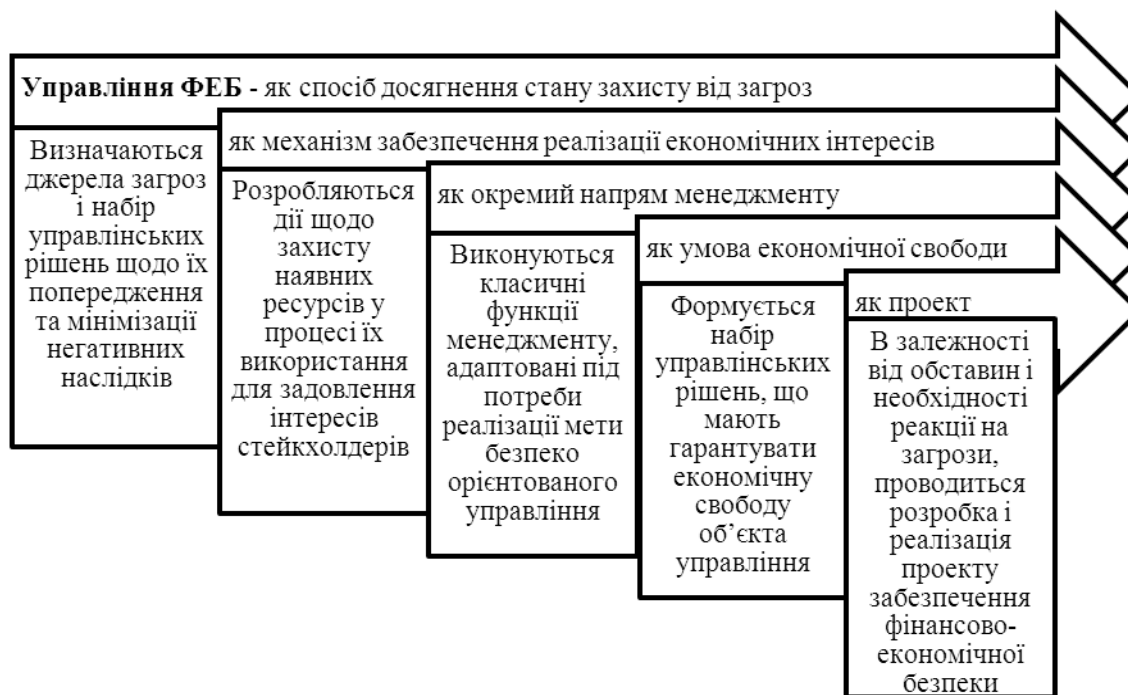 Управління ФЕБ - як спосіб досягнення стану захисту від загроз
Визначаються
джерела загроз
і набір
управлінських
рішень щодо їх
попередження
та мінімізації
негативних
наслідків
як механізм забезпечення реалізації економічних інтересів
Розробляються
дії щодо
захисту
наявних
ресурсів у
процесі їх
використання
для задовлення
інтересів
стейкхолдерів
як окремий напрям менеджменту
Виконуються
класичні
функції
менеджменту,
адаптовані під
потреби
реалізації мети
безпеко
орієнтованого
управління
як умова економічної свободи
Формується
набір
управлінських
рішень, що
мають
гарантувати
економічну
свободу
об’єкта
управління
як проект
В залежності
від обставин і
необхідності
реакції на
загрози,
проводиться
розробка і
реалізація
проекту
забезпечення
фінансово-
економічної
безпеки